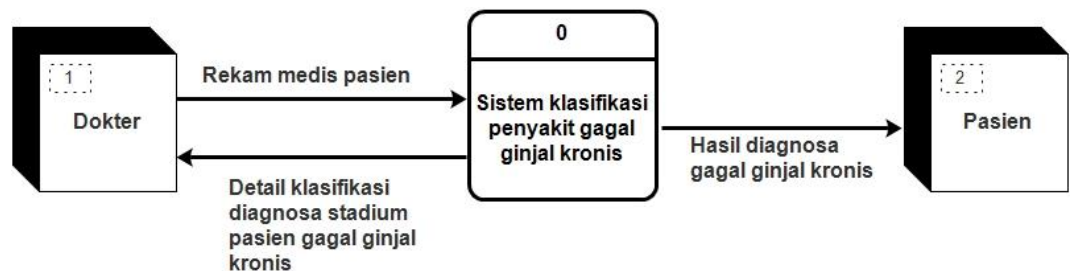 1
Dokter
Rekam medis pasien
Detail klasifikasi
diagnosa stadium
pasien gagal ginjal
kronis
0
Sistem klasifikasi
penyakit gagal
ginjal kronis
Hasil diagnosa
gagal ginjal kronis
2
Pasien